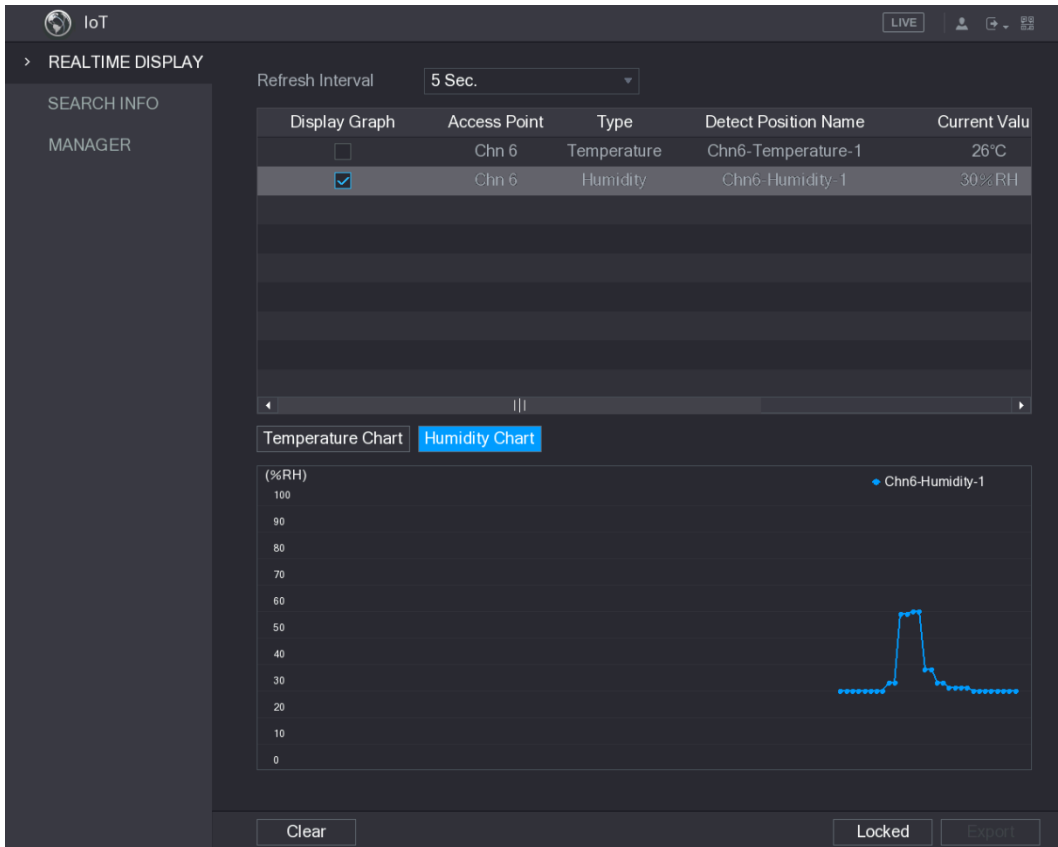 IoT LIVE
REALTIME DISPLAY
SEARCH INFO
MANAGER
Refresh Interval 5 Sec.
Display Graph Access Point Type Detect Position Name Current Valu
Chn 6 Temperature Chn6-Temperature-1 26°C
Chn 6 Humidity Chn6-Humidity-1 30%RH
Temperature Chart Humidity Chart
(%RH)
Chn6-Humidity-1
100
90
80
70
60
50
40
30
20
10
0
Clear Locked Export